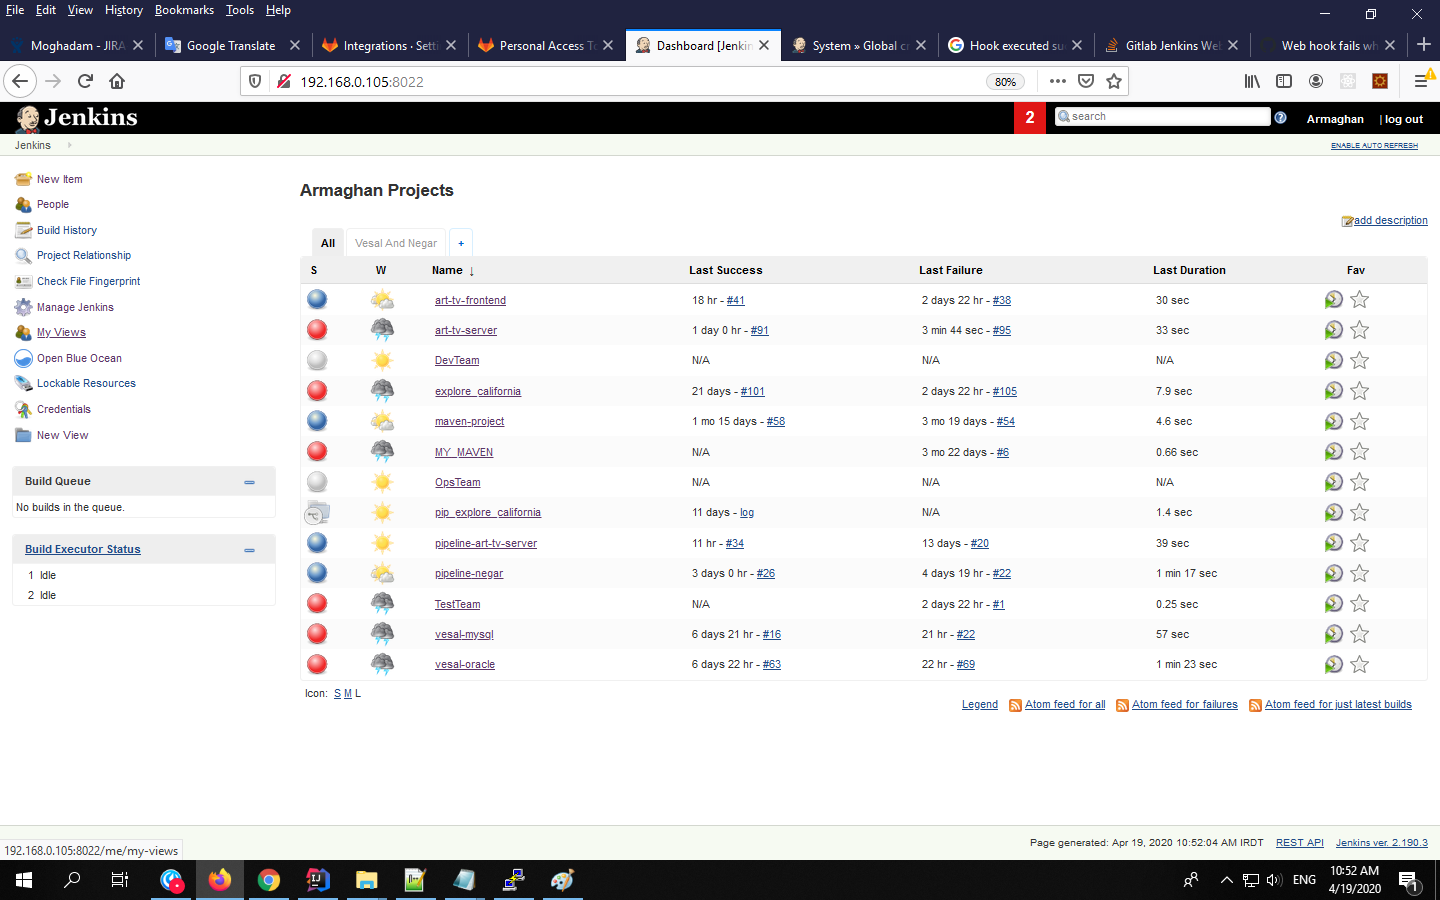 File Edit View History Bookmarks Tools Help
Moghadam - JIRA
Google Translate
Integrations · Setti
Personal Access To
Dashboard [Jenkin
System » Global cr
Hook executed su
Gitlab Jenkins We
Web hook fails wh
192.168.0.105:8022
80%
Jenkins
2
search
Armaghan
| log out
Jenkins
ENABLE AUTO REFRESH
New Item
People
Build History
Project Relationship
Check File Fingerprint
Manage Jenkins
My Views
Open Blue Ocean
Lockable Resources
Credentials
New View
Build Queue
No builds in the queue.
Build Executor Status
1 Idle
2 Idle
Armaghan Projects
add description
All Vesal And Negar +
S W Name ↓ Last Success Last Failure Last Duration Fav
art-tv-frontend 18 hr - #41 2 days 22 hr - #38 30 sec
art-tv-server 1 day 0 hr - #91 3 min 44 sec - #95 33 sec
DevTeam N/A N/A N/A
explore_california 21 days - #101 2 days 22 hr - #105 7.9 sec
maven-project 1 mo 15 days - #58 3 mo 19 days - #54 4.6 sec
MY_MAVEN N/A 3 mo 22 days - #6 0.66 sec
OpsTeam N/A N/A N/A
pip_explore_california 11 days - log N/A 1.4 sec
pipeline-art-tv-server 11 hr - #34 13 days - #20 39 sec
pipeline-negar 3 days 0 hr - #26 4 days 19 hr - #22 1 min 17 sec
TestTeam N/A 2 days 22 hr - #1 0.25 sec
vesal-mysql 6 days 21 hr - #16 21 hr - #22 57 sec
vesal-oracle 6 days 22 hr - #63 22 hr - #69 1 min 23 sec
Icon: S M L
Legend Atom feed for all Atom feed for failures Atom feed for just latest builds
Page generated: Apr 19, 2020 10:52:04 AM IRDT REST API Jenkins ver. 2.190.3
192.168.0.105:8022/me/my-views
ENG
10:52 AM
4/19/2020
1